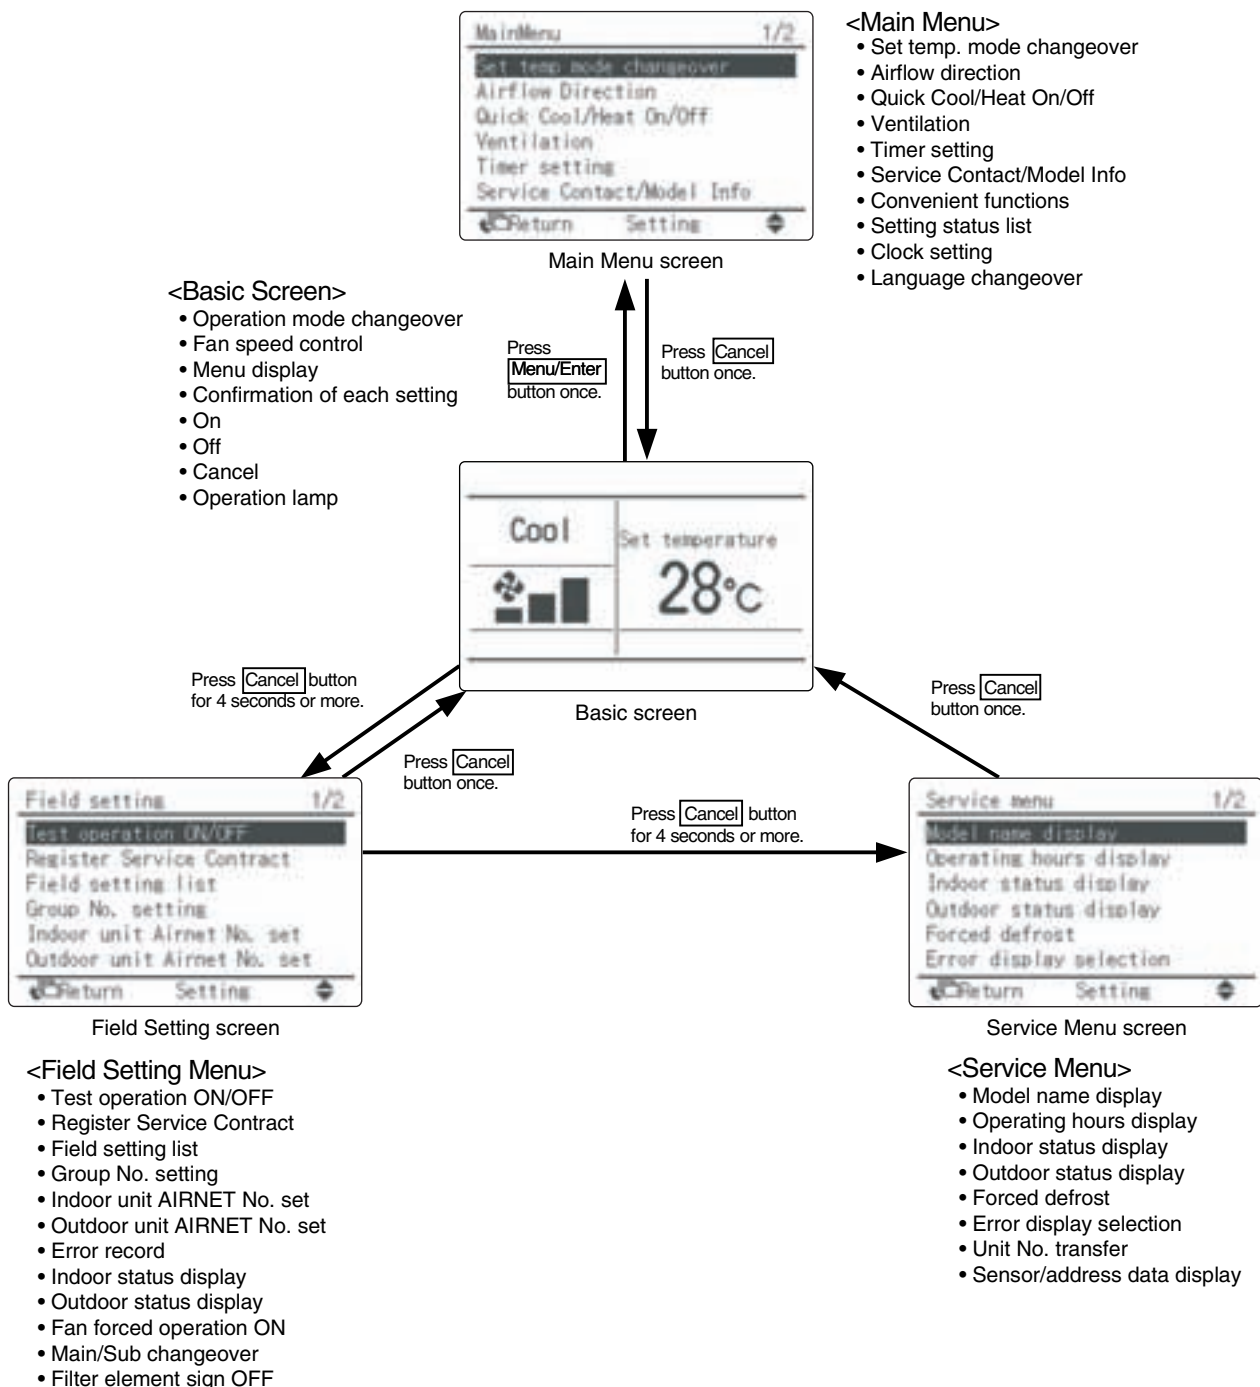 MainMenu 1/2
Set temp mode changeover
Airflow Direction
Quick Cool/Heat On/Off
Ventilation
Timer setting
Service Contact/Model Info
Return Setting
Main Menu screen
<Main Menu>
• Set temp. mode changeover
• Airflow direction
• Quick Cool/Heat On/Off
• Ventilation
• Timer setting
• Service Contact/Model Info
• Convenient functions
• Setting status list
• Clock setting
• Language changeover
<Basic Screen>
• Operation mode changeover
• Fan speed control
• Menu display
• Confirmation of each setting
• On
• Off
• Cancel
• Operation lamp
Press
Menu/Enter
button once.
Press Cancel
button once.
Cool
Set temperature
28°C
Basic screen
Press Cancel button
for 4 seconds or more.
Press Cancel
button once.
Press Cancel
button once.
Press Cancel button
for 4 seconds or more.
Field setting 1/2
Test operation ON/OFF
Register Service Contract
Field setting list
Group No. setting
Indoor unit Airnet No. set
Outdoor unit Airnet No. set
Return Setting
Field Setting screen
Service menu 1/2
Model name display
Operating hours display
Indoor status display
Outdoor status display
Forced defrost
Error display selection
Return Setting
Service Menu screen
<Field Setting Menu>
• Test operation ON/OFF
• Register Service Contract
• Field setting list
• Group No. setting
• Indoor unit AIRNET No. set
• Outdoor unit AIRNET No. set
• Error record
• Indoor status display
• Outdoor status display
• Fan forced operation ON
• Main/Sub changeover
• Filter element sign OFF
<Service Menu>
• Model name display
• Operating hours display
• Indoor status display
• Outdoor status display
• Forced defrost
• Error display selection
• Unit No. transfer
• Sensor/address data display